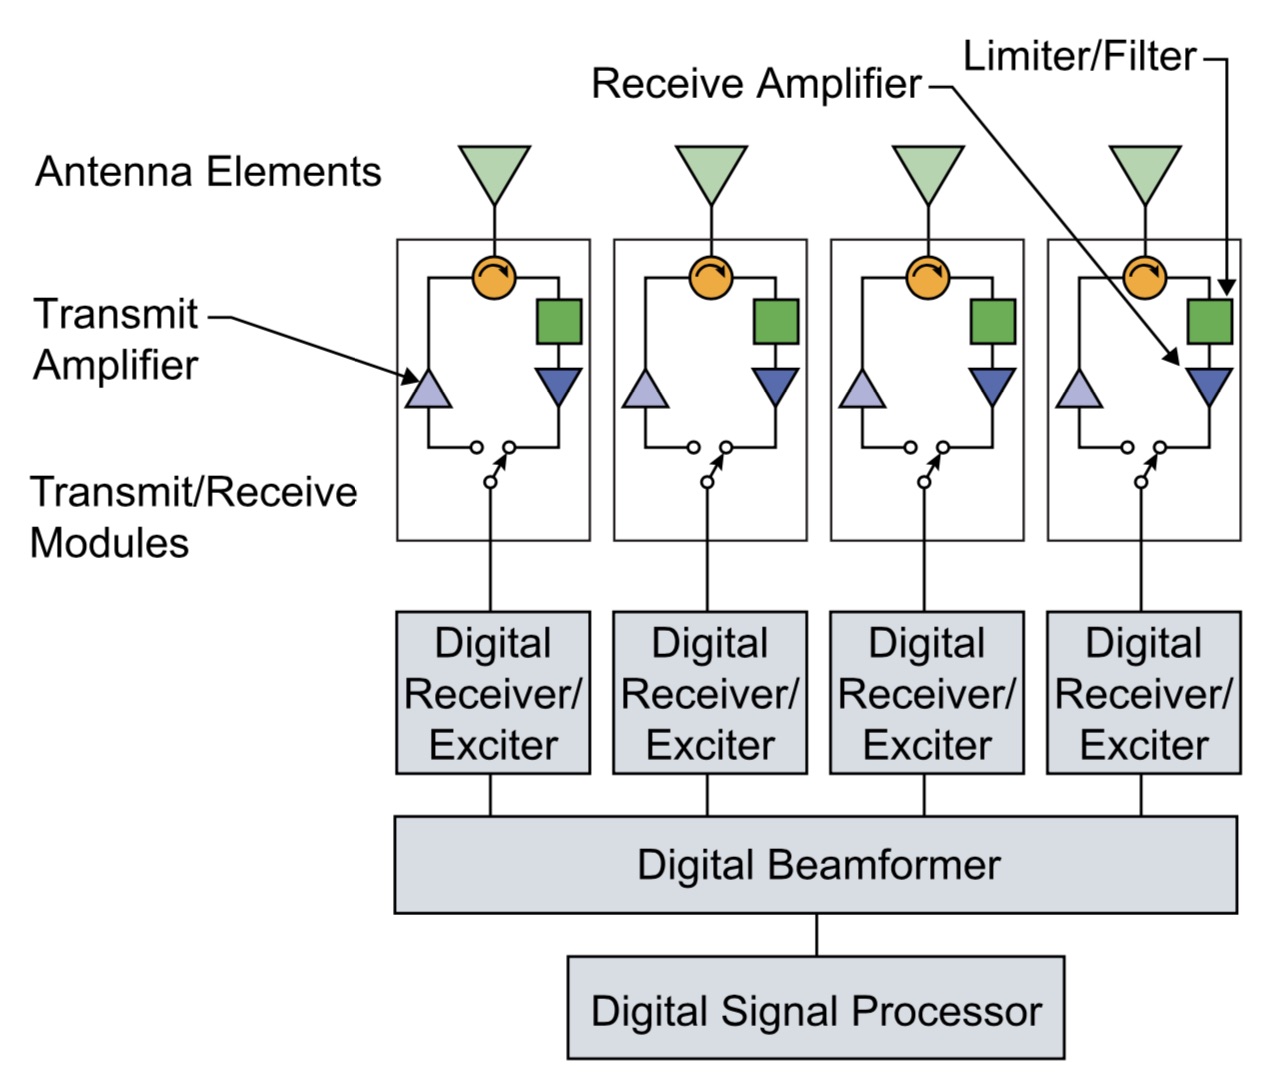 Limiter/Filter
Receive Amplifier
Antenna Elements
Transmit
Amplifier
Transmit/Receive
Modules
Digital
Receiver/
Exciter
Digital
Receiver/
Exciter
Digital
Receiver/
Exciter
Digital
Receiver/
Exciter
Digital Beamformer
Digital Signal Processor